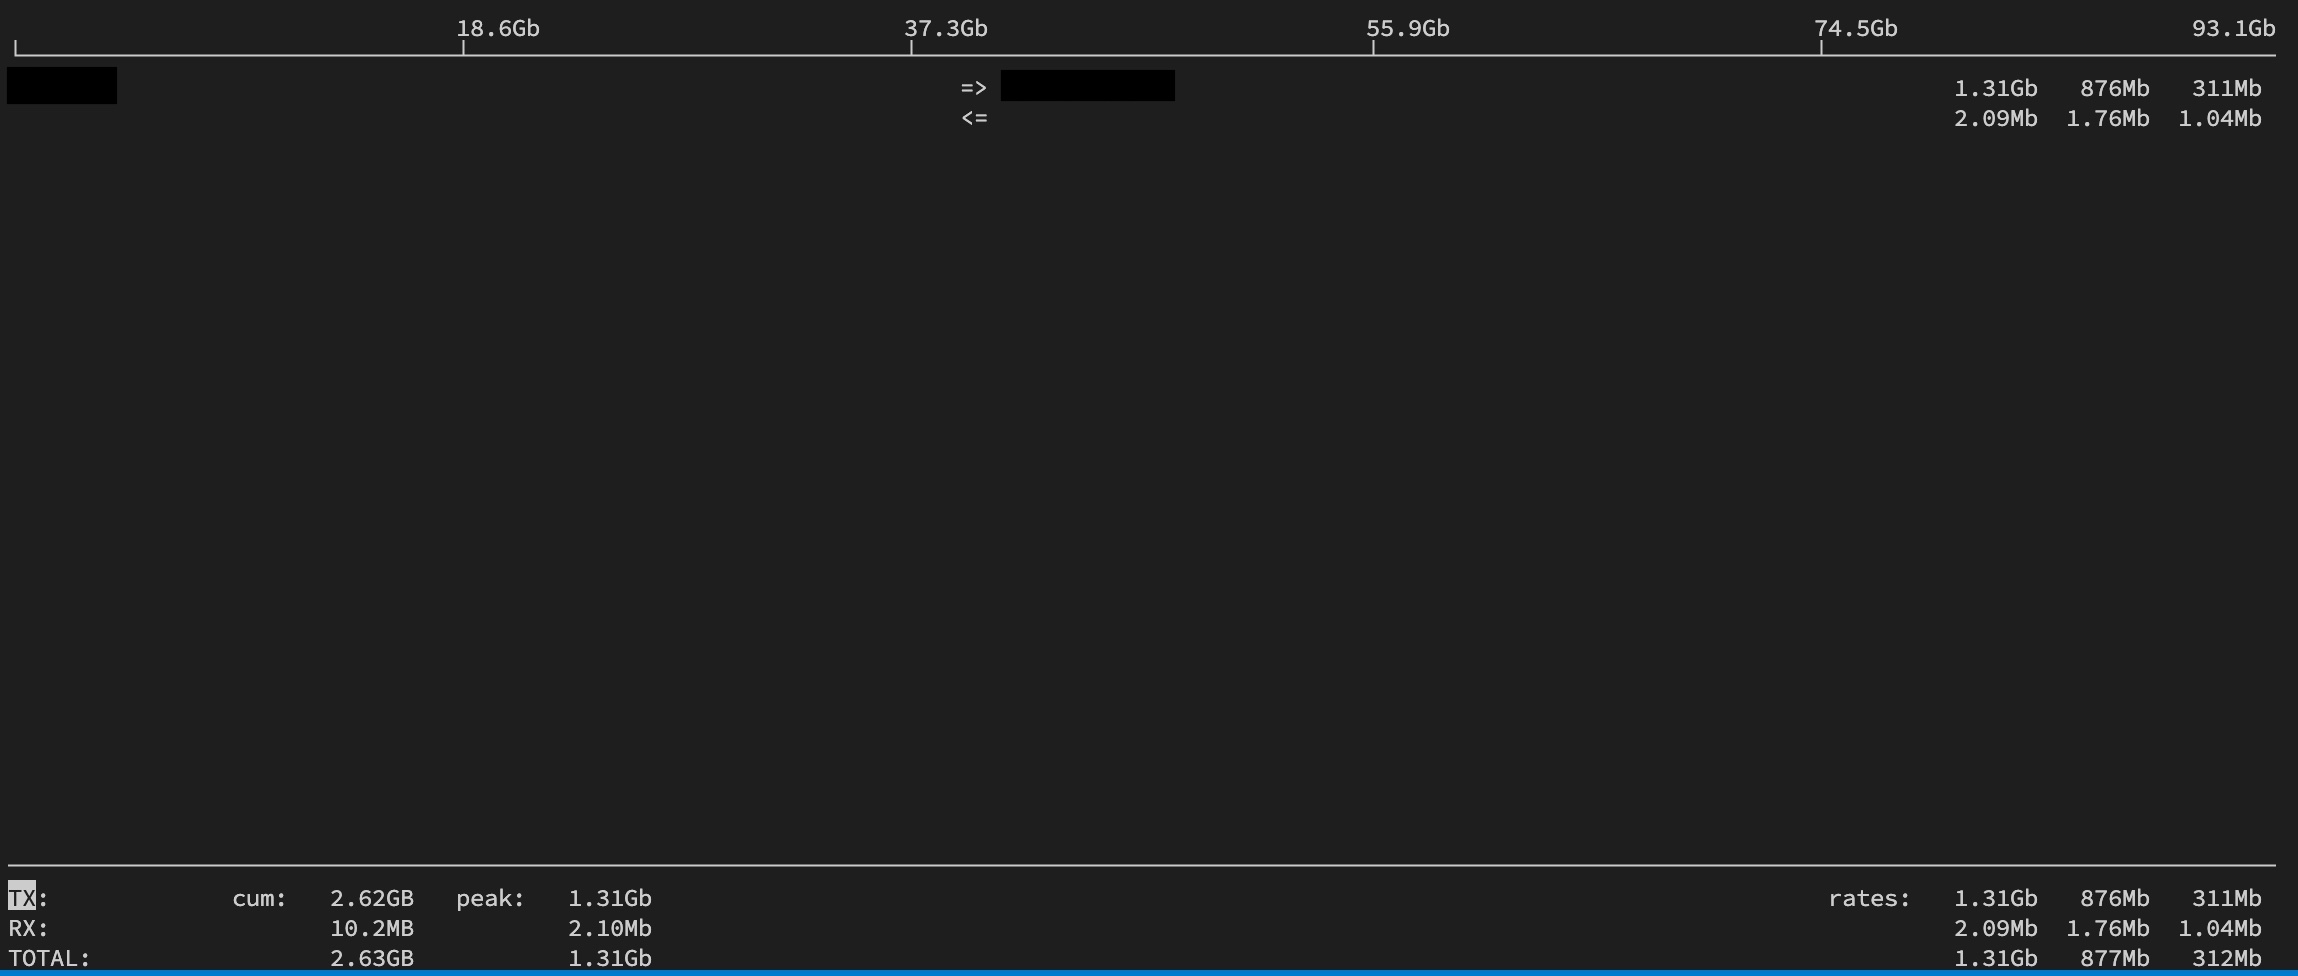 18.6Gb 37.3Gb 55.9Gb 74.5Gb 93.1Gb
=> 1.31Gb 876Mb 311Mb
<= 2.09Mb 1.76Mb 1.04Mb
TX: cum: 2.62GB peak: 1.31Gb rates: 1.31Gb 876Mb 311Mb
RX: 10.2MB 2.10Mb 2.09Mb 1.76Mb 1.04Mb
TOTAL: 2.63GB 1.31Gb 1.31Gb 877Mb 312Mb